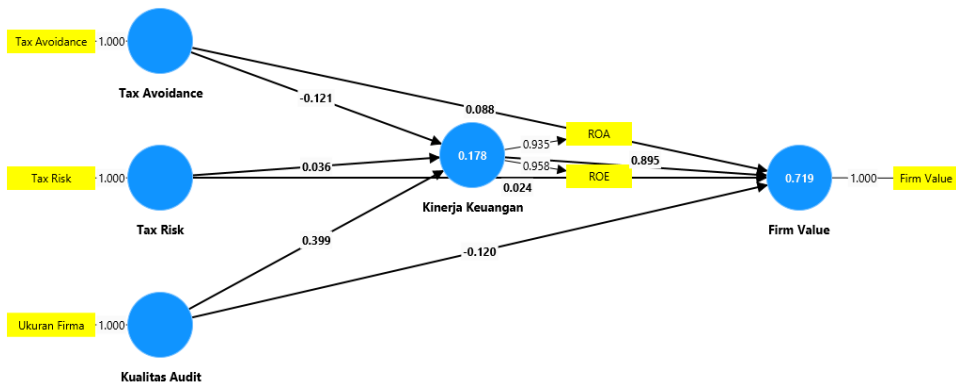 Tax Avoidance
1.000
Tax Avoidance
-0.121
0.088
ROA
0.935
0.178
0.895
0.958
ROE
Kinerja Keuangan
Tax Risk
1.000
Tax Risk
0.036
0.024
0.719
1.000
Firm Value
Firm Value
0.399
-0.120
Ukuran Firma
1.000
Kualitas Audit